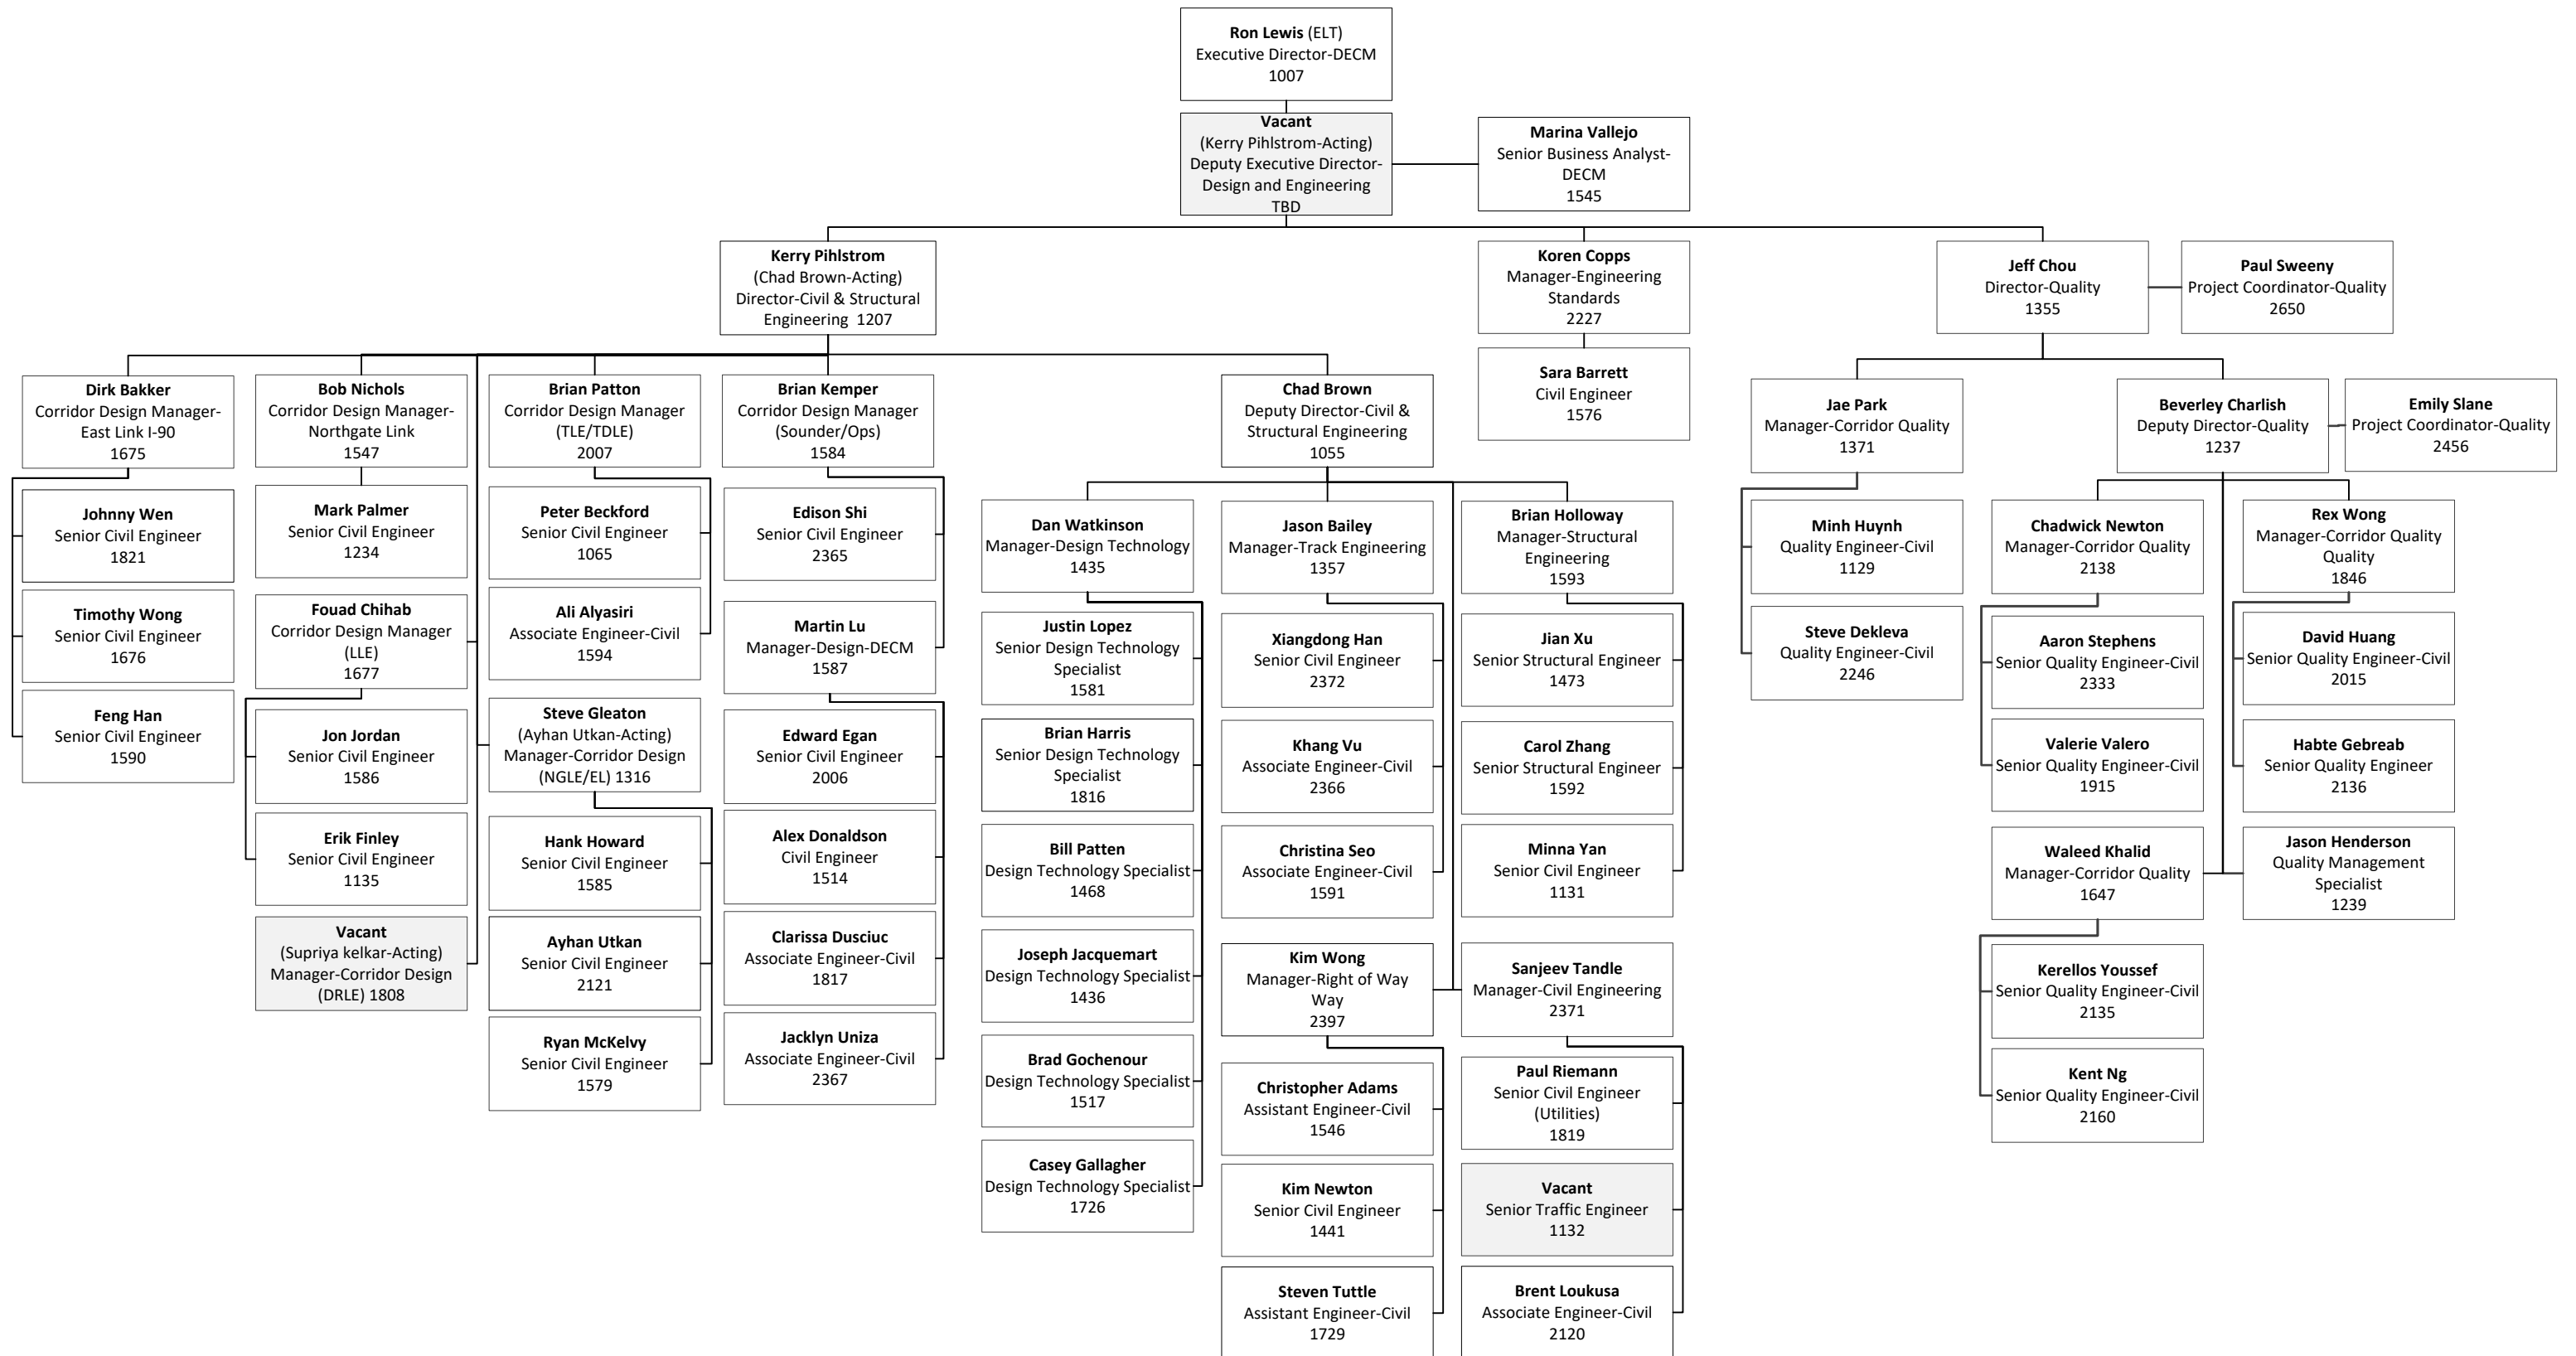 Ron Lewis (ELT)
Executive Director-DECM
1007
Vacant
(Kerry Pihlstrom-Acting)
Deputy Executive Director-
Design and Engineering
TBD
Marina Vallejo
Senior Business Analyst-
DECM
1545
Kerry Pihlstrom
(Chad Brown-Acting)
Director-Civil & Structural
Engineering 1207
Koren Copps
Manager-Engineering
Standards
2227
Sara Barrett
Civil Engineer
1576
Jeff Chou
Director-Quality
1355
Paul Sweeny
Project Coordinator-Quality
2650
Dirk Bakker
Corridor Design Manager-
East Link I-90
1675
Johnny Wen
Senior Civil Engineer
1821
Timothy Wong
Senior Civil Engineer
1676
Feng Han
Senior Civil Engineer
1590
Bob Nichols
Corridor Design Manager-
Northgate Link
1547
Mark Palmer
Senior Civil Engineer
1234
Fouad Chihab
Corridor Design Manager
(LLE)
1677
Jon Jordan
Senior Civil Engineer
1586
Erik Finley
Senior Civil Engineer
1135
Vacant
(Supriya kelkar-Acting)
Manager-Corridor Design
(DRLE) 1808
Brian Patton
Corridor Design Manager
(TLE/TDLE)
2007
Peter Beckford
Senior Civil Engineer
1065
Ali Alyasiri
Associate Engineer-Civil
1594
Steve Gleaton
(Ayhan Utkan-Acting)
Manager-Corridor Design
(NGLE/EL) 1316
Hank Howard
Senior Civil Engineer
1585
Ayhan Utkan
Senior Civil Engineer
2121
Ryan McKelvy
Senior Civil Engineer
1579
Brian Kemper
Corridor Design Manager
(Sounder/Ops)
1584
Edison Shi
Senior Civil Engineer
2365
Martin Lu
Manager-Design-DECM
1587
Edward Egan
Senior Civil Engineer
2006
Alex Donaldson
Civil Engineer
1514
Clarissa Dusciuc
Associate Engineer-Civil
1817
Jacklyn Uniza
Associate Engineer-Civil
2367
Chad Brown
Deputy Director-Civil &
Structural Engineering
1055
Dan Watkinson
Manager-Design Technology
1435
Justin Lopez
Senior Design Technology
Specialist
1581
Brian Harris
Senior Design Technology
Specialist
1816
Bill Patten
Design Technology Specialist
1468
Joseph Jacquemart
Design Technology Specialist
1436
Brad Gochenour
Design Technology Specialist
1517
Casey Gallagher
Design Technology Specialist
1726
Jason Bailey
Manager-Track Engineering
1357
Xiangdong Han
Senior Civil Engineer
2372
Khang Vu
Associate Engineer-Civil
2366
Christina Seo
Associate Engineer-Civil
1591
Kim Wong
Manager-Right of Way
Way
2397
Christopher Adams
Assistant Engineer-Civil
1546
Kim Newton
Senior Civil Engineer
1441
Steven Tuttle
Assistant Engineer-Civil
1729
Brian Holloway
Manager-Structural
Engineering
1593
Jian Xu
Senior Structural Engineer
1473
Carol Zhang
Senior Structural Engineer
1592
Minna Yan
Senior Civil Engineer
1131
Sanjeev Tandle
Manager-Civil Engineering
2371
Paul Riemann
Senior Civil Engineer
(Utilities)
1819
Vacant
Senior Traffic Engineer
1132
Brent Loukusa
Associate Engineer-Civil
2120
Jae Park
Manager-Corridor Quality
1371
Minh Huynh
Quality Engineer-Civil
1129
Steve Dekleva
Quality Engineer-Civil
2246
Beverley Charlish
Deputy Director-Quality
1237
Emily Slane
Project Coordinator-Quality
2456
Chadwick Newton
Manager-Corridor Quality
2138
Aaron Stephens
Senior Quality Engineer-Civil
2333
Valerie Valero
Senior Quality Engineer-Civil
1915
Waleed Khalid
Manager-Corridor Quality
1647
Kerellos Youssef
Senior Quality Engineer-Civil
2135
Kent Ng
Senior Quality Engineer-Civil
2160
Rex Wong
Manager-Corridor Quality
Quality
1846
David Huang
Senior Quality Engineer-Civil
2015
Habte Gebreab
Senior Quality Engineer
2136
Jason Henderson
Quality Management
Specialist
1239